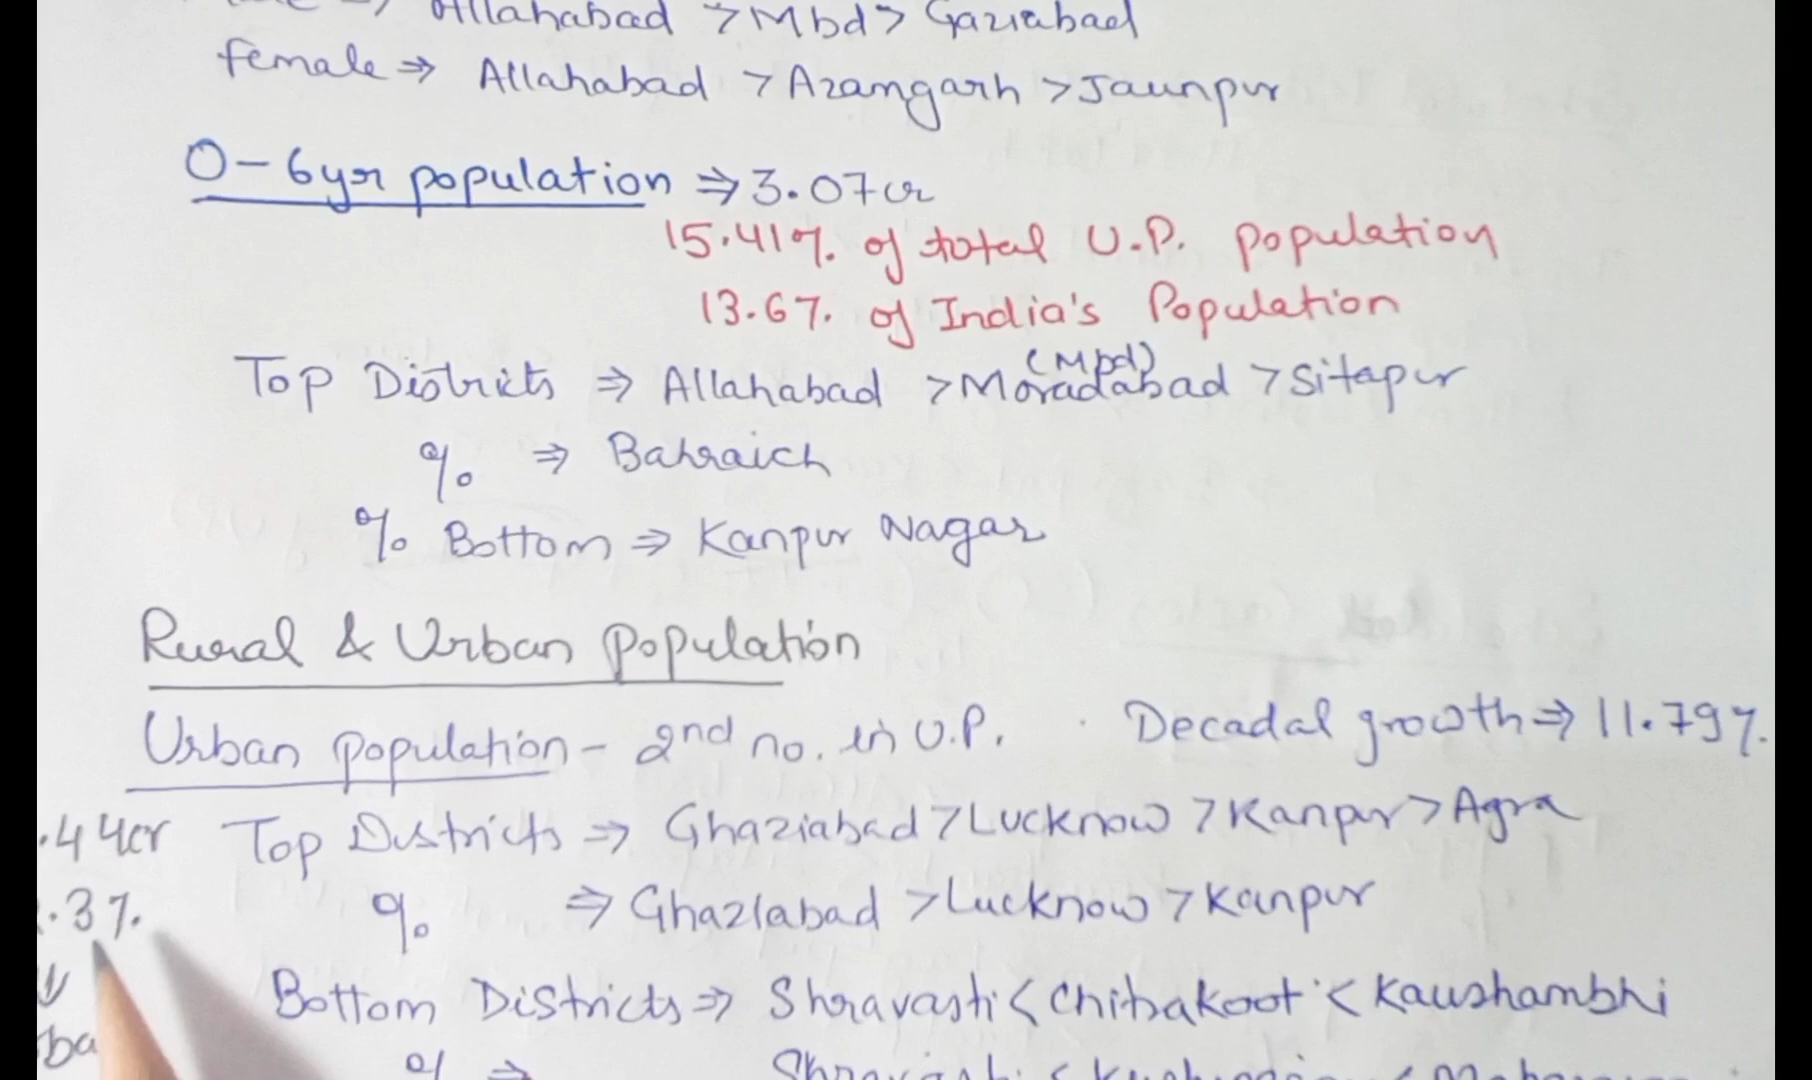 Allahabad > Mbd > Gaziabad
female ⇒ Allahabad > Azamgarh > Jaunpur
0-6yr population ⇒ 3.07cr
15.41% of total U.P. population
13.6%. of India's Population
(Mbd)
Top Districts ⇒ Allahabad > Moradabad > Sitapur
% ⇒ Bahraich
% Bottom ⇒ Kanpur Nagar
Rural & Urban Population
Urban population - 2nd no. in U.P. Decadal growth ⇒ 11.79%.
.44cr Top Districts ⇒ Ghaziabad > Lucknow > Kanpur > Agra
.3%. % ⇒ Ghaziabad > Lucknow > Kanpur
Bottom Districts ⇒ Shravasti < Chitrakoot < Kaushambhi
ba % ⇒